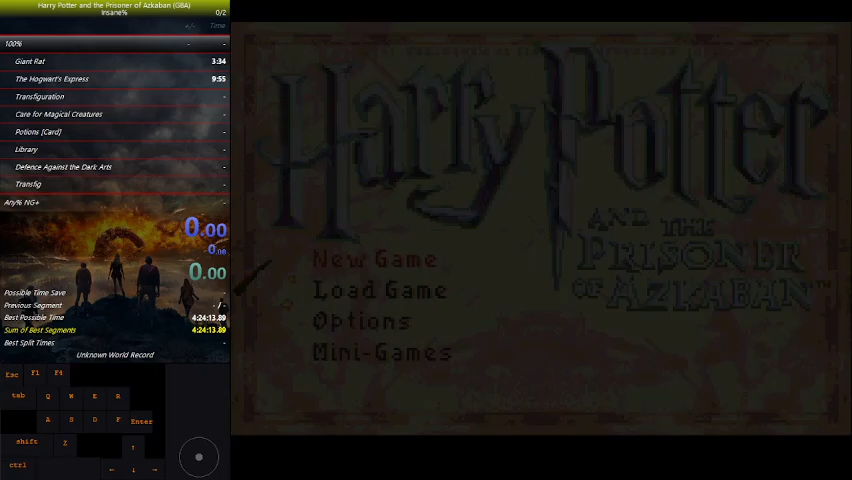 Harry Potter and the Prisoner of Azkaban (GBA)
Insane%
0/2
+/- Time
100% - -
Giant Rat 3:34
The Hogwart's Express 9:55
Transfiguration -
Care for Magical Creatures -
Potions [Card] -
Library -
Defence Against the Dark Arts -
Transfig -
Any% NG+ -
0.00
0.00
0.00
Possible Time Save -
Previous Segment - / -
Best Possible Time 4:24:13.89
Sum of Best Segments 4:24:13.89
Best Split Times -
Unknown World Record
Esc F1 F4
tab Q W E R
A S D F Enter
shift Z ↑
ctrl ← ↓ →
Harry Potter
AND THE
PRISONER
OF AZKABAN™
New Game
Load Game
Options
Mini-Games